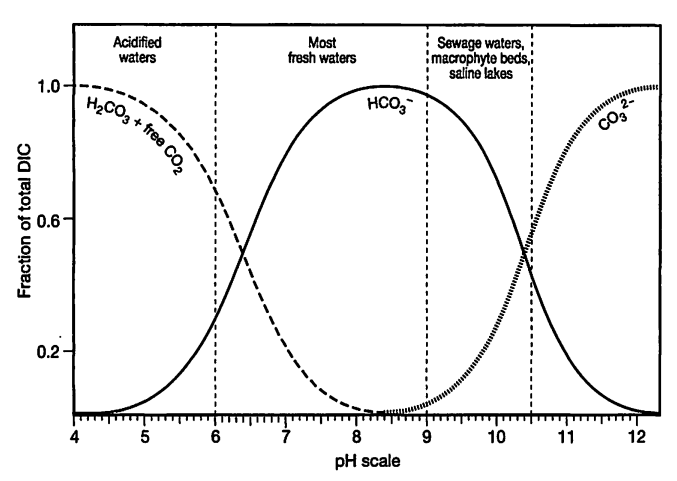 Acidified
waters
Most
fresh waters
Sewage waters,
macrophyte beds,
saline lakes
1.0
0.6
0.2
Fraction of total DIC
H₂CO₃ + free CO₂
HCO₃⁻
CO₃²⁻
4 5 6 7 8 9 10 11 12
pH scale